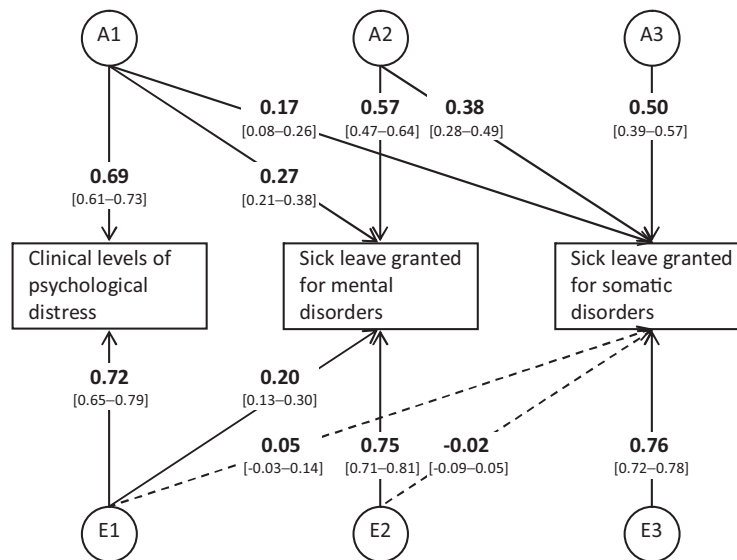 A1
A2
A3
0.17
[0.08–0.26]
0.57
[0.47–0.64]
0.38
[0.28–0.49]
0.50
[0.39–0.57]
0.69
[0.61–0.73]
0.27
[0.21–0.38]
Clinical levels of
psychological
distress
Sick leave granted
for mental
disorders
Sick leave granted
for somatic
disorders
0.72
[0.65–0.79]
0.20
[0.13–0.30]
0.05
[-0.03–0.14]
0.75
[0.71–0.81]
-0.02
[-0.09–0.05]
0.76
[0.72–0.78]
E1
E2
E3